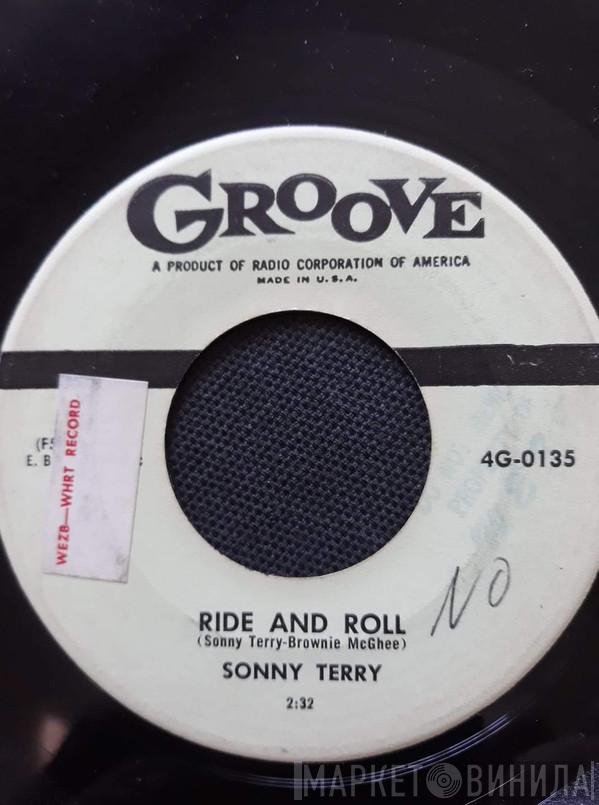 GROOVE
A PRODUCT OF RADIO CORPORATION OF AMERICA
MADE IN U.S.A.
WEZB—WHRT RECORD
E. B
4G-0135
NO
RIDE AND ROLL
(Sonny Terry-Brownie McGhee)
SONNY TERRY
2:32
МАРКЕТ ВИНИЛА